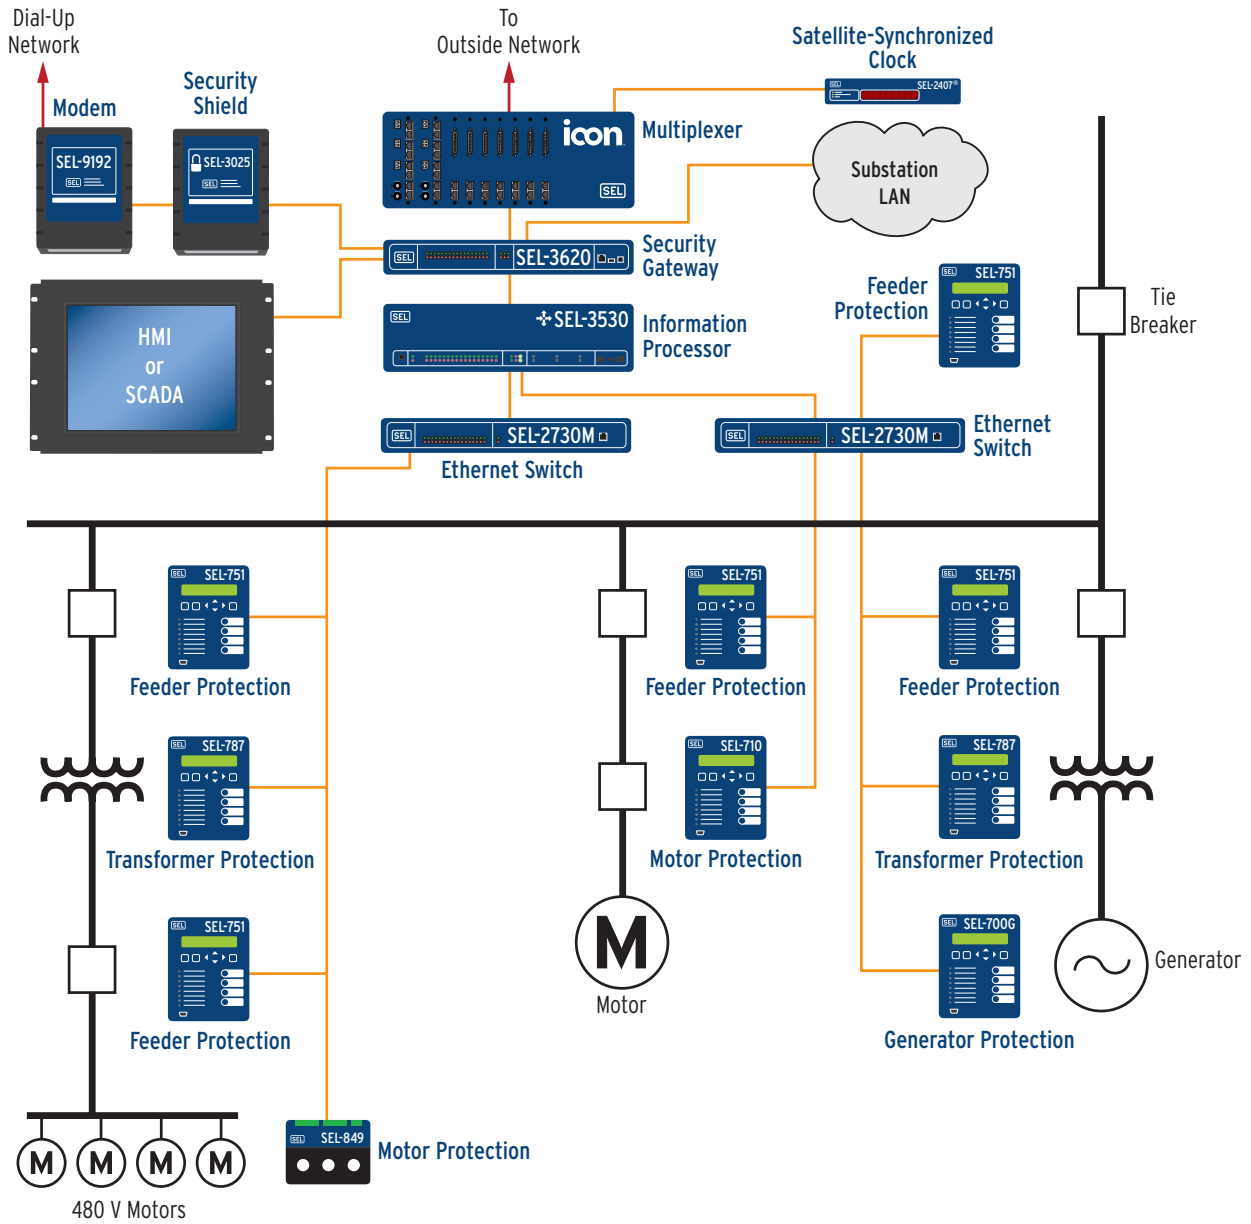 Dial-Up
Network
To
Outside Network
Satellite-Synchronized
Clock
SEL-2407®
Modem
Security
Shield
SEL-9192
SEL
SEL-3025
SEL
icon
SEL
Multiplexer
Substation
LAN
SEL
SEL-3620
Security
Gateway
HMI
or
SCADA
SEL
SEL-3530
Information
Processor
Feeder
Protection
SEL
SEL-751
Tie
Breaker
SEL
SEL-2730M
Ethernet Switch
SEL
SEL-2730M
Ethernet
Switch
SEL
SEL-751
Feeder Protection
SEL
SEL-751
Feeder Protection
SEL
SEL-751
Feeder Protection
SEL
SEL-787
Transformer Protection
SEL
SEL-710
Motor Protection
SEL
SEL-787
Transformer Protection
SEL
SEL-751
Feeder Protection
M
Motor
SEL
SEL-700G
Generator Protection
Generator
M
M
M
M
480 V Motors
SEL
SEL-849
Motor Protection